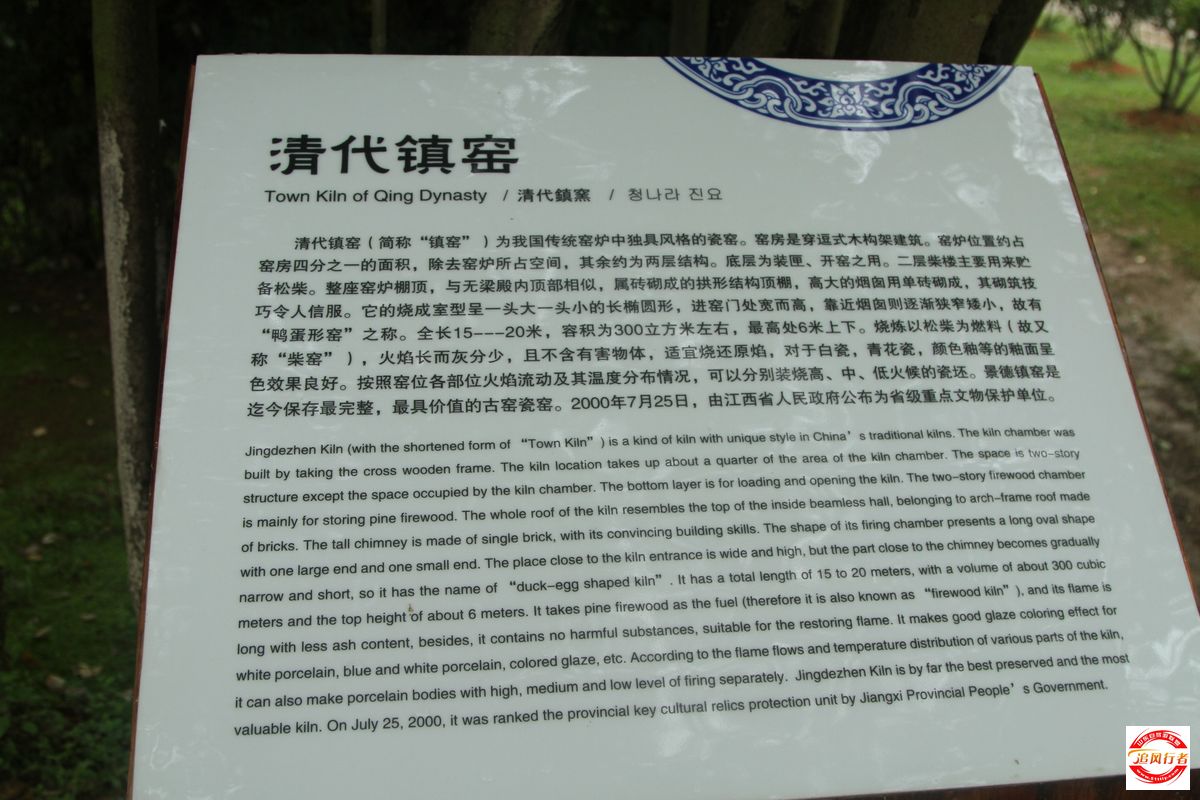 清代镇窑
Town Kiln of Qing Dynasty / 清代鎮窯 / 청나라 진요
清代镇窑（简称“镇窑”）为我国传统窑炉中独具风格的瓷窑。窑房是穿逗式木构架建筑。窑炉位置约占
窑房四分之一的面积，除去窑炉所占空间，其余约为两层结构。底层为装匣、开窑之用。二层柴楼主要用来贮
备松柴。整座窑炉棚顶，与无梁殿内顶部相似，属砖砌成的拱形结构顶棚，高大的烟囱用单砖砌成，其砌筑技
巧令人信服。它的烧成室型呈一头大一头小的长椭圆形，进窑门处宽而高，靠近烟囱则逐渐狭窄矮小，故有
“鸭蛋形窑”之称。全长15---20米，容积为300立方米左右，最高处6米上下。烧炼以松柴为燃料（故又
称“柴窑”），火焰长而灰分少，且不含有害物体，适宜烧还原焰，对于白瓷，青花瓷，颜色釉等的釉面呈
色效果良好。按照窑位各部位火焰流动及其温度分布情况，可以分别装烧高、中、低火候的瓷坯。景德镇窑是
迄今保存最完整，最具价值的古窑瓷窑。2000年7月25日，由江西省人民政府公布为省级重点文物保护单位。
Jingdezhen Kiln (with the shortened form of “Town Kiln”) is a kind of kiln with unique style in China’s traditional kilns. The kiln chamber was
built by taking the cross wooden frame. The kiln location takes up about a quarter of the area of the kiln chamber. The space is two-story
structure except the space occupied by the kiln chamber. The bottom layer is for loading and opening the kiln. The two-story firewood chamber
is mainly for storing pine firewood. The whole roof of the kiln resembles the top of the inside beamless hall, belonging to arch-frame roof made
of bricks. The tall chimney is made of single brick, with its convincing building skills. The shape of its firing chamber presents a long oval shape
with one large end and one small end. The place close to the kiln entrance is wide and high, but the part close to the chimney becomes gradually
narrow and short, so it has the name of “duck-egg shaped kiln”. It has a total length of 15 to 20 meters, with a volume of about 300 cubic
meters and the top height of about 6 meters. It takes pine firewood as the fuel (therefore it is also known as “firewood kiln”), and its flame is
long with less ash content, besides, it contains no harmful substances, suitable for the restoring flame. It makes good glaze coloring effect for
white porcelain, blue and white porcelain, colored glaze, etc. According to the flame flows and temperature distribution of various parts of the kiln,
it can also make porcelain bodies with high, medium and low level of firing separately. Jingdezhen Kiln is by far the best preserved and the most
valuable kiln. On July 25, 2000, it was ranked the provincial key cultural relics protection unit by Jiangxi Provincial People’s Government.
追风行者